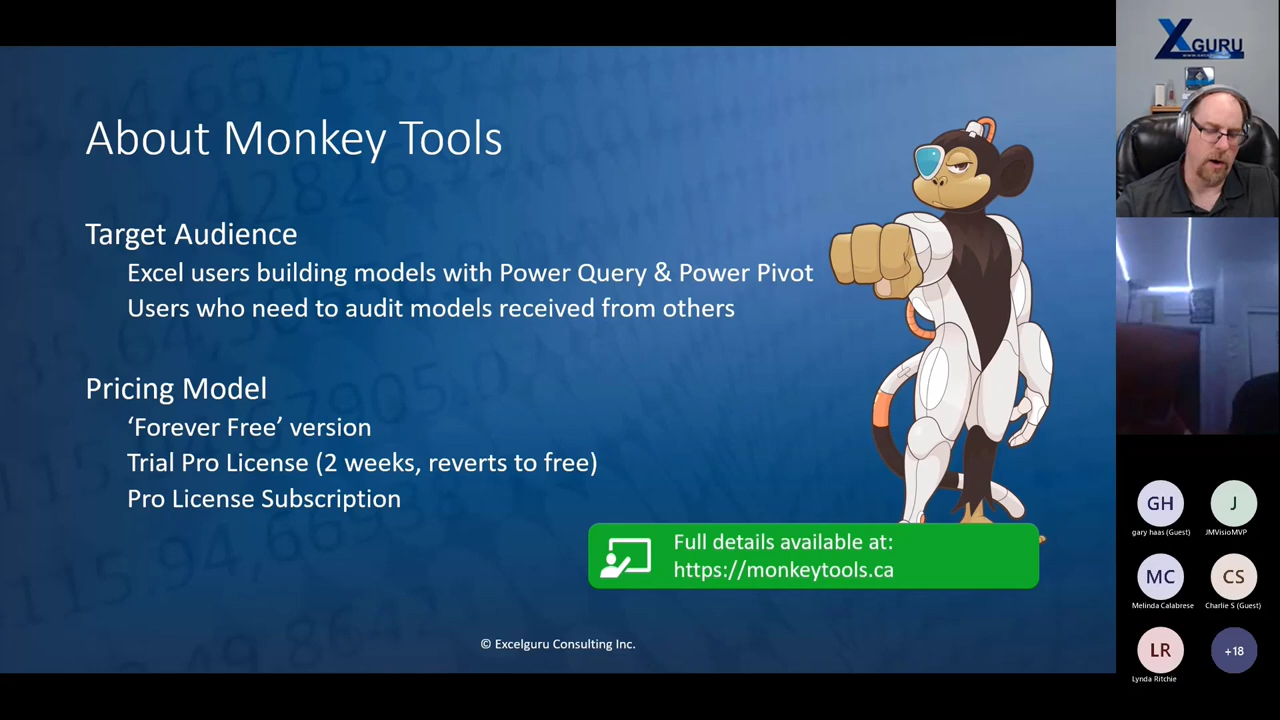 About Monkey Tools
Target Audience
Excel users building models with Power Query & Power Pivot
Users who need to audit models received from others
Pricing Model
‘Forever Free’ version
Trial Pro License (2 weeks, reverts to free)
Pro License Subscription
Full details available at:
https://monkeytools.ca
© Excelguru Consulting Inc.
XGURU
GH
J
gary haas (Guest)
JMVisioMVP
MC
CS
Melinda Calabrese
Charlie S (Guest)
LR
+18
Lynda Ritchie